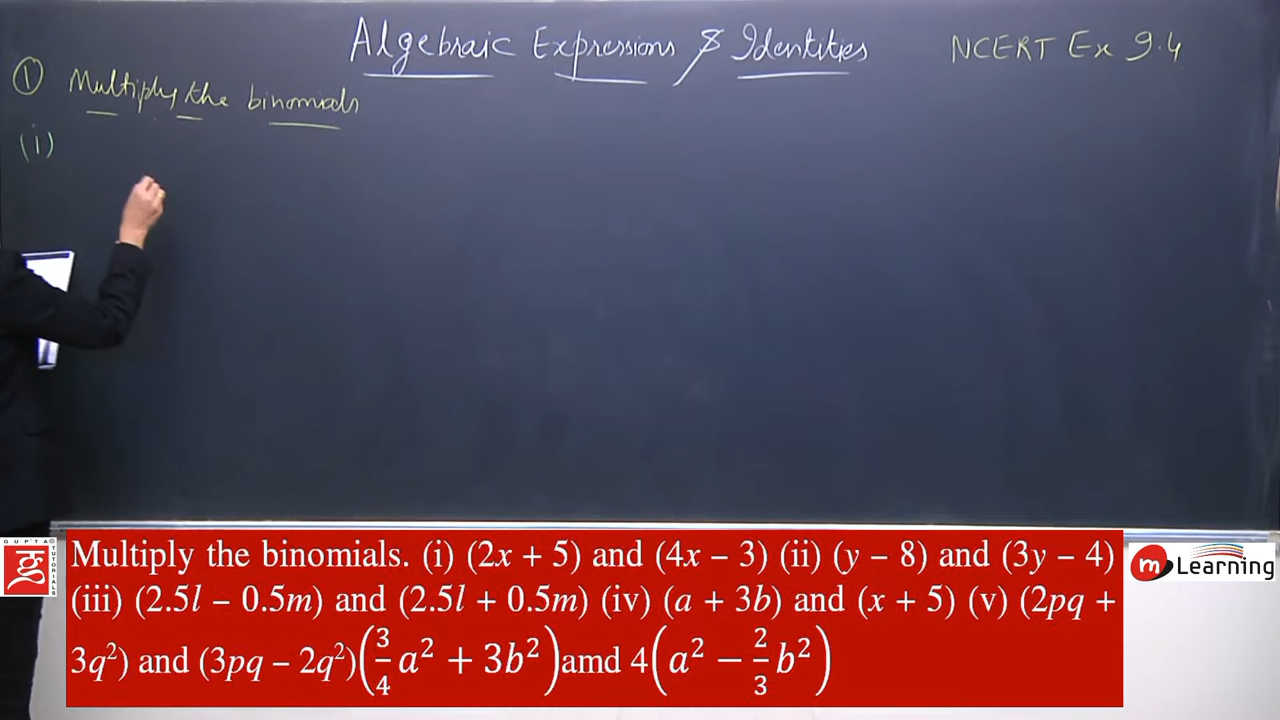 Algebraic Expressions & Identities
NCERT Ex 9.4
① Multiply the binomials
(i)
Multiply the binomials. (i) (2x + 5) and (4x – 3) (ii) (y – 8) and (3y – 4)
(iii) (2.5l – 0.5m) and (2.5l + 0.5m) (iv) (a + 3b) and (x + 5) (v) (2pq +
3q²) and (3pq – 2q²)(3/4 a² + 3b²)amd 4(a² − 2/3 b²)
GUPTA
TUTORIALS
ग
m Learning